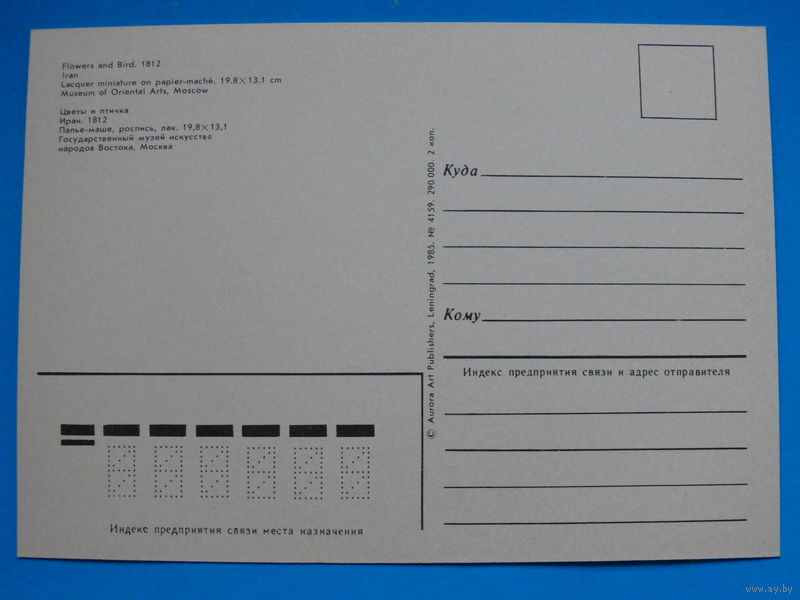 Flowers and Bird. 1812
Iran
Lacquer miniature on papier-maché. 19.8×13.1 cm
Museum of Oriental Arts, Moscow
Цветы и птичка
Иран. 1812
Папье-маше, роспись, лак. 19,8×13,1
Государственный музей искусства
народов Востока, Москва
© Aurora Art Publishers, Leningrad, 1985. № 4159. 290 000. 2 коп.
Куда
Кому
Индекс предприятия связи и адрес отправителя
Индекс предприятия связи места назначения
www.ay.by